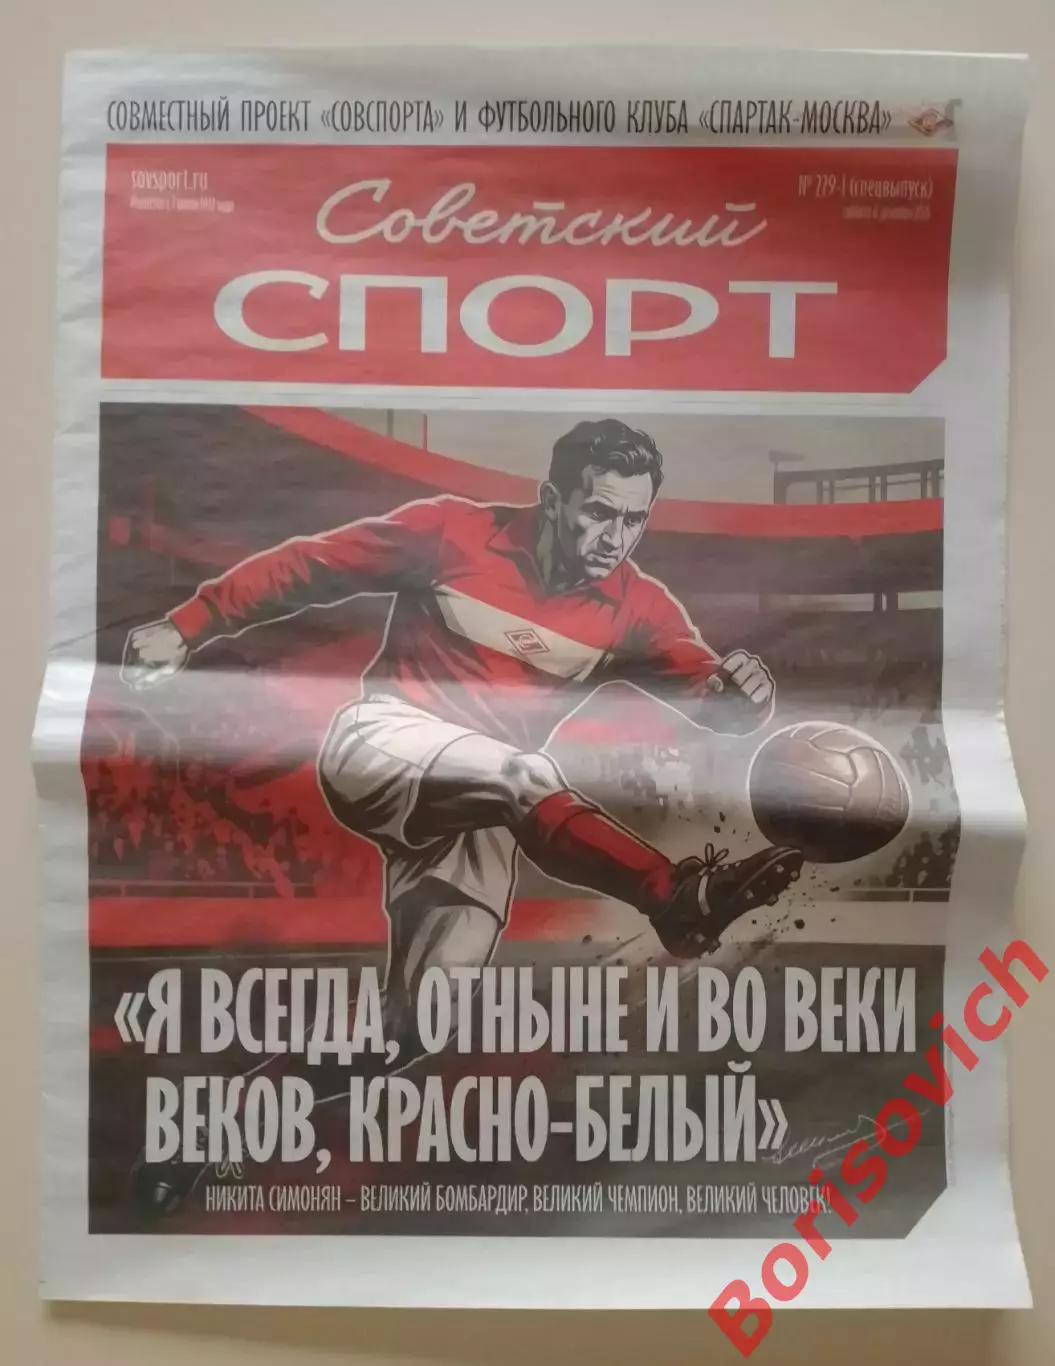 СОВМЕСТНЫЙ ПРОЕКТ «СОВСПОРТА» И ФУТБОЛЬНОГО КЛУБА «СПАРТАК-МОСКВА»
sovsport.ru
№ 229-1 (спецвыпуск)
Советский
СПОРТ
«Я ВСЕГДА, ОТНЫНЕ И ВО ВЕКИ
ВЕКОВ, КРАСНО-БЕЛЫЙ»
НИКИТА СИМОНЯН – ВЕЛИКИЙ БОМБАРДИР, ВЕЛИКИЙ ЧЕМПИОН, ВЕЛИКИЙ ЧЕЛОВЕК!
Borisovich